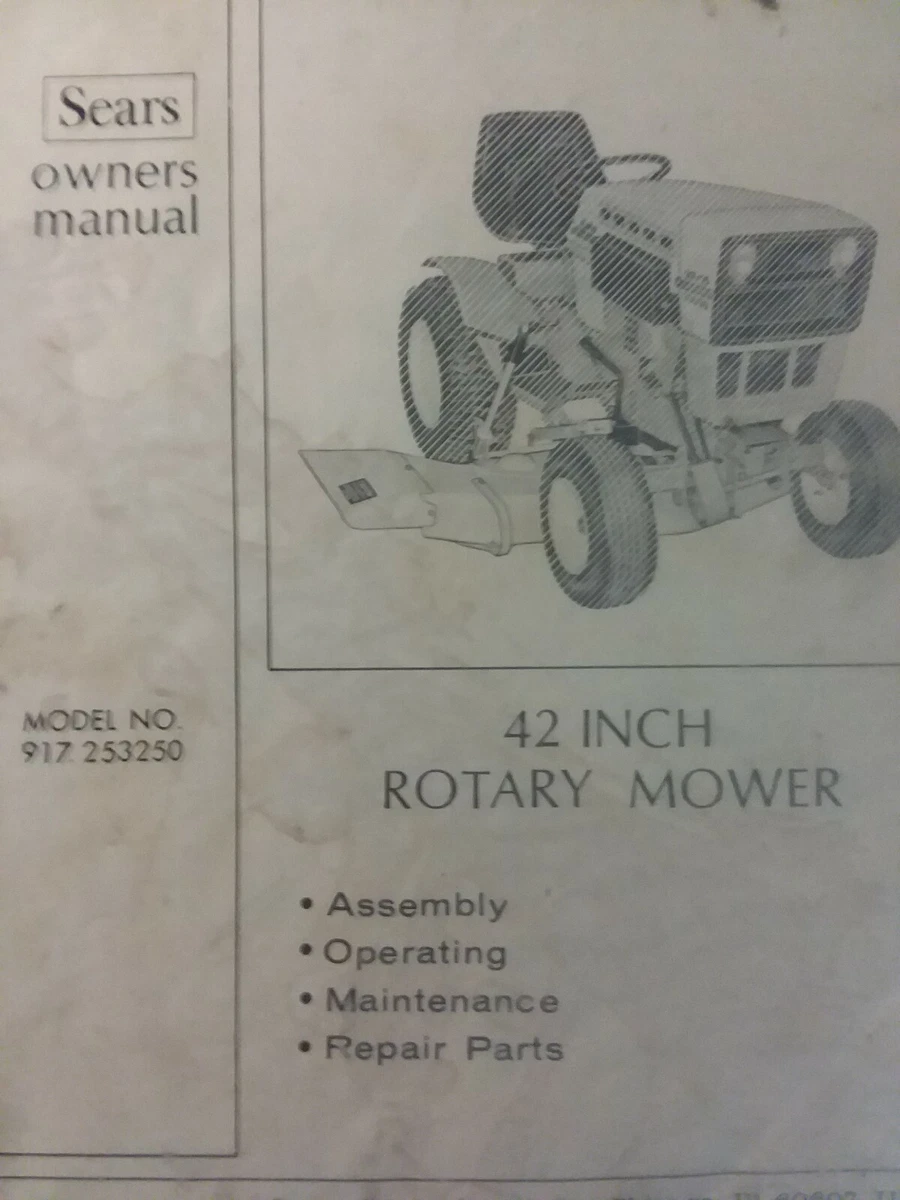 Sears
owners
manual
MODEL NO.
917 253250
42 INCH
ROTARY MOWER
• Assembly
• Operating
• Maintenance
• Repair Parts